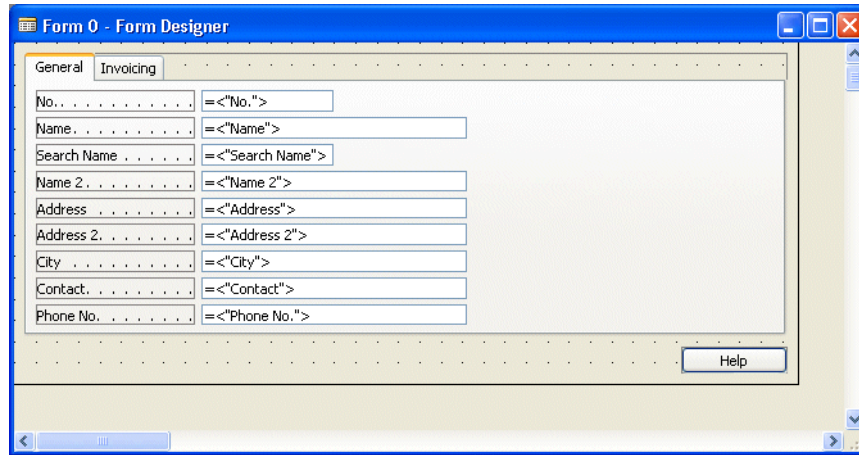 Form 0 - Form Designer
General Invoicing
No.. . . . . . . . . . . . =<"No.">
Name. . . . . . . . . . =<"Name">
Search Name . . . . . . =<"Search Name">
Name 2. . . . . . . . . =<"Name 2">
Address . . . . . . . . =<"Address">
Address 2. . . . . . . . =<"Address 2">
City . . . . . . . . . . =<"City">
Contact. . . . . . . . . =<"Contact">
Phone No. . . . . . . . =<"Phone No.">
Help